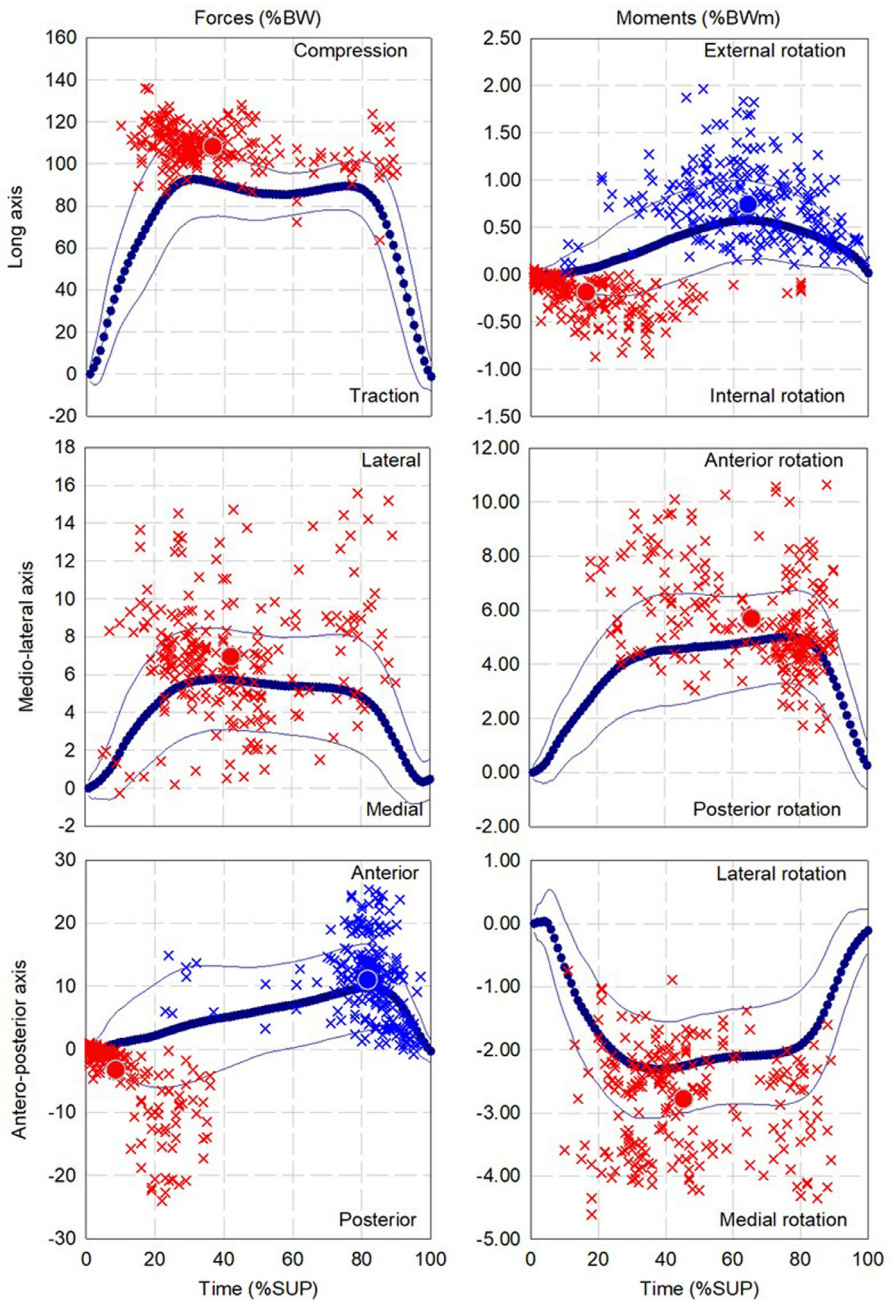 Forces (%BW)
Moments (%BWm)
Long axis
160
140
120
100
80
60
40
20
0
-20
Compression
Traction
2.50
2.00
1.50
1.00
0.50
0.00
-0.50
-1.00
-1.50
External rotation
Internal rotation
Medio-lateral axis
18
16
14
12
10
8
6
4
2
0
-2
Lateral
Medial
12.00
10.00
8.00
6.00
4.00
2.00
0.00
-2.00
Anterior rotation
Posterior rotation
Antero-posterior axis
30
20
10
0
-10
-20
-30
Anterior
Posterior
0 20 40 60 80 100
Time (%SUP)
1.00
0.00
-1.00
-2.00
-3.00
-4.00
-5.00
Lateral rotation
Medial rotation
0 20 40 60 80 100
Time (%SUP)